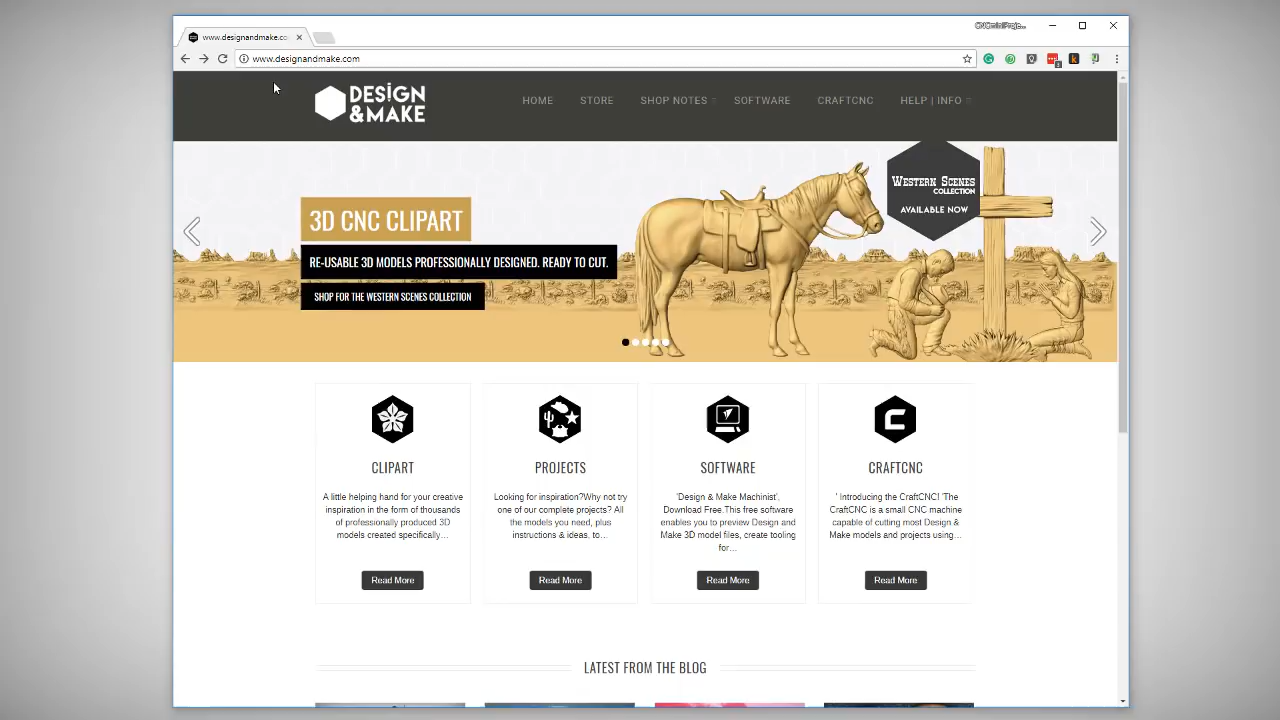 www.designandmake.co
www.designandmake.com
DESIGN
&MAKE
HOME STORE SHOP NOTES SOFTWARE CRAFTCNC HELP | INFO
WESTERN SCENES
COLLECTION
AVAILABLE NOW
3D CNC CLIPART
RE-USABLE 3D MODELS PROFESSIONALLY DESIGNED. READY TO CUT.
SHOP FOR THE WESTERN SCENES COLLECTION
CLIPART
A little helping hand for your creative
inspiration in the form of thousands
of professionally produced 3D
models created specifically...
Read More
PROJECTS
Looking for inspiration?Why not try
one of our complete projects? All
the models you need, plus
instructions & ideas, to...
Read More
SOFTWARE
'Design & Make Machinist',
Download Free.This free software
enables you to preview Design and
Make 3D model files, create tooling
for...
Read More
CRAFTCNC
' Introducing the CraftCNC! 'The
CraftCNC is a small CNC machine
capable of cutting most Design &
Make models and projects using...
Read More
LATEST FROM THE BLOG